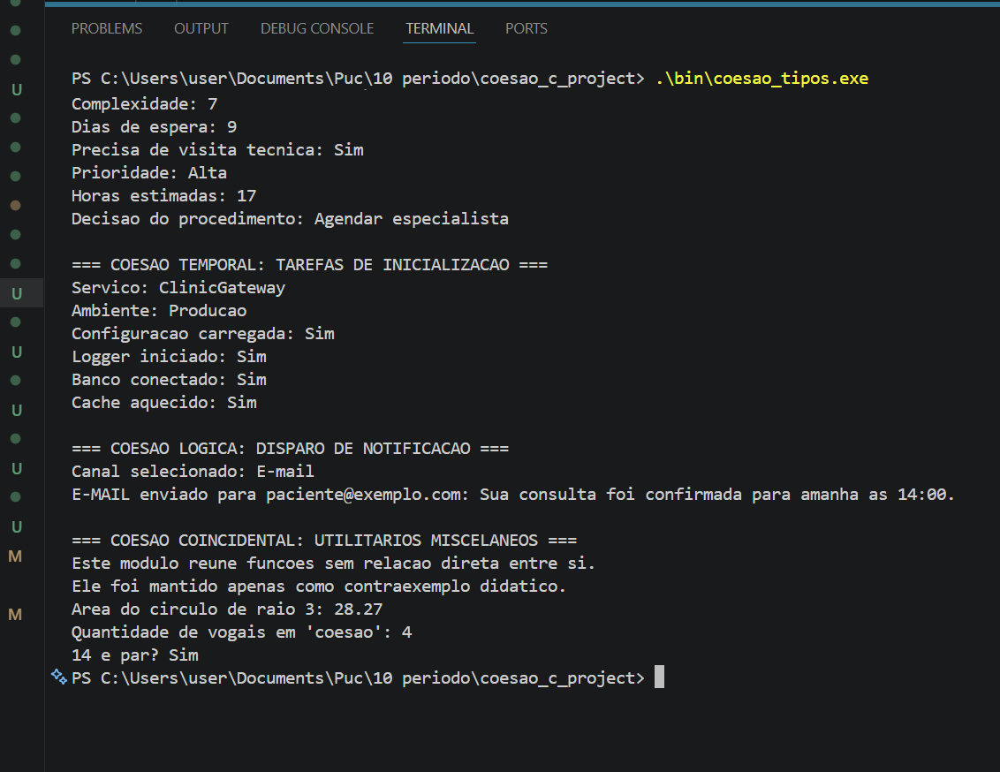 PROBLEMS OUTPUT DEBUG CONSOLE TERMINAL PORTS
PS C:\Users\user\Documents\Puc\10 periodo\coesao_c_project> .\bin\coesao_tipos.exe
Complexidade: 7
U
Dias de espera: 9
Precisa de visita tecnica: Sim
Prioridade: Alta
Horas estimadas: 17
Decisao do procedimento: Agendar especialista
=== COESAO TEMPORAL: TAREFAS DE INICIALIZACAO ===
Servico: ClinicGateway
U
Ambiente: Producao
Configuracao carregada: Sim
U
Logger iniciado: Sim
Banco conectado: Sim
Cache aquecido: Sim
U
=== COESAO LOGICA: DISPARO DE NOTIFICACAO ===
Canal selecionado: E-mail
U
E-MAIL enviado para paciente@exemplo.com: Sua consulta foi confirmada para amanha as 14:00.
U
=== COESAO COINCIDENTAL: UTILITARIOS MISCELANEOS ===
M
Este modulo reune funcoes sem relacao direta entre si.
Ele foi mantido apenas como contraexemplo didatico.
M
Area do circulo de raio 3: 28.27
Quantidade de vogais em 'coesao': 4
14 e par? Sim
PS C:\Users\user\Documents\Puc\10 periodo\coesao_c_project>